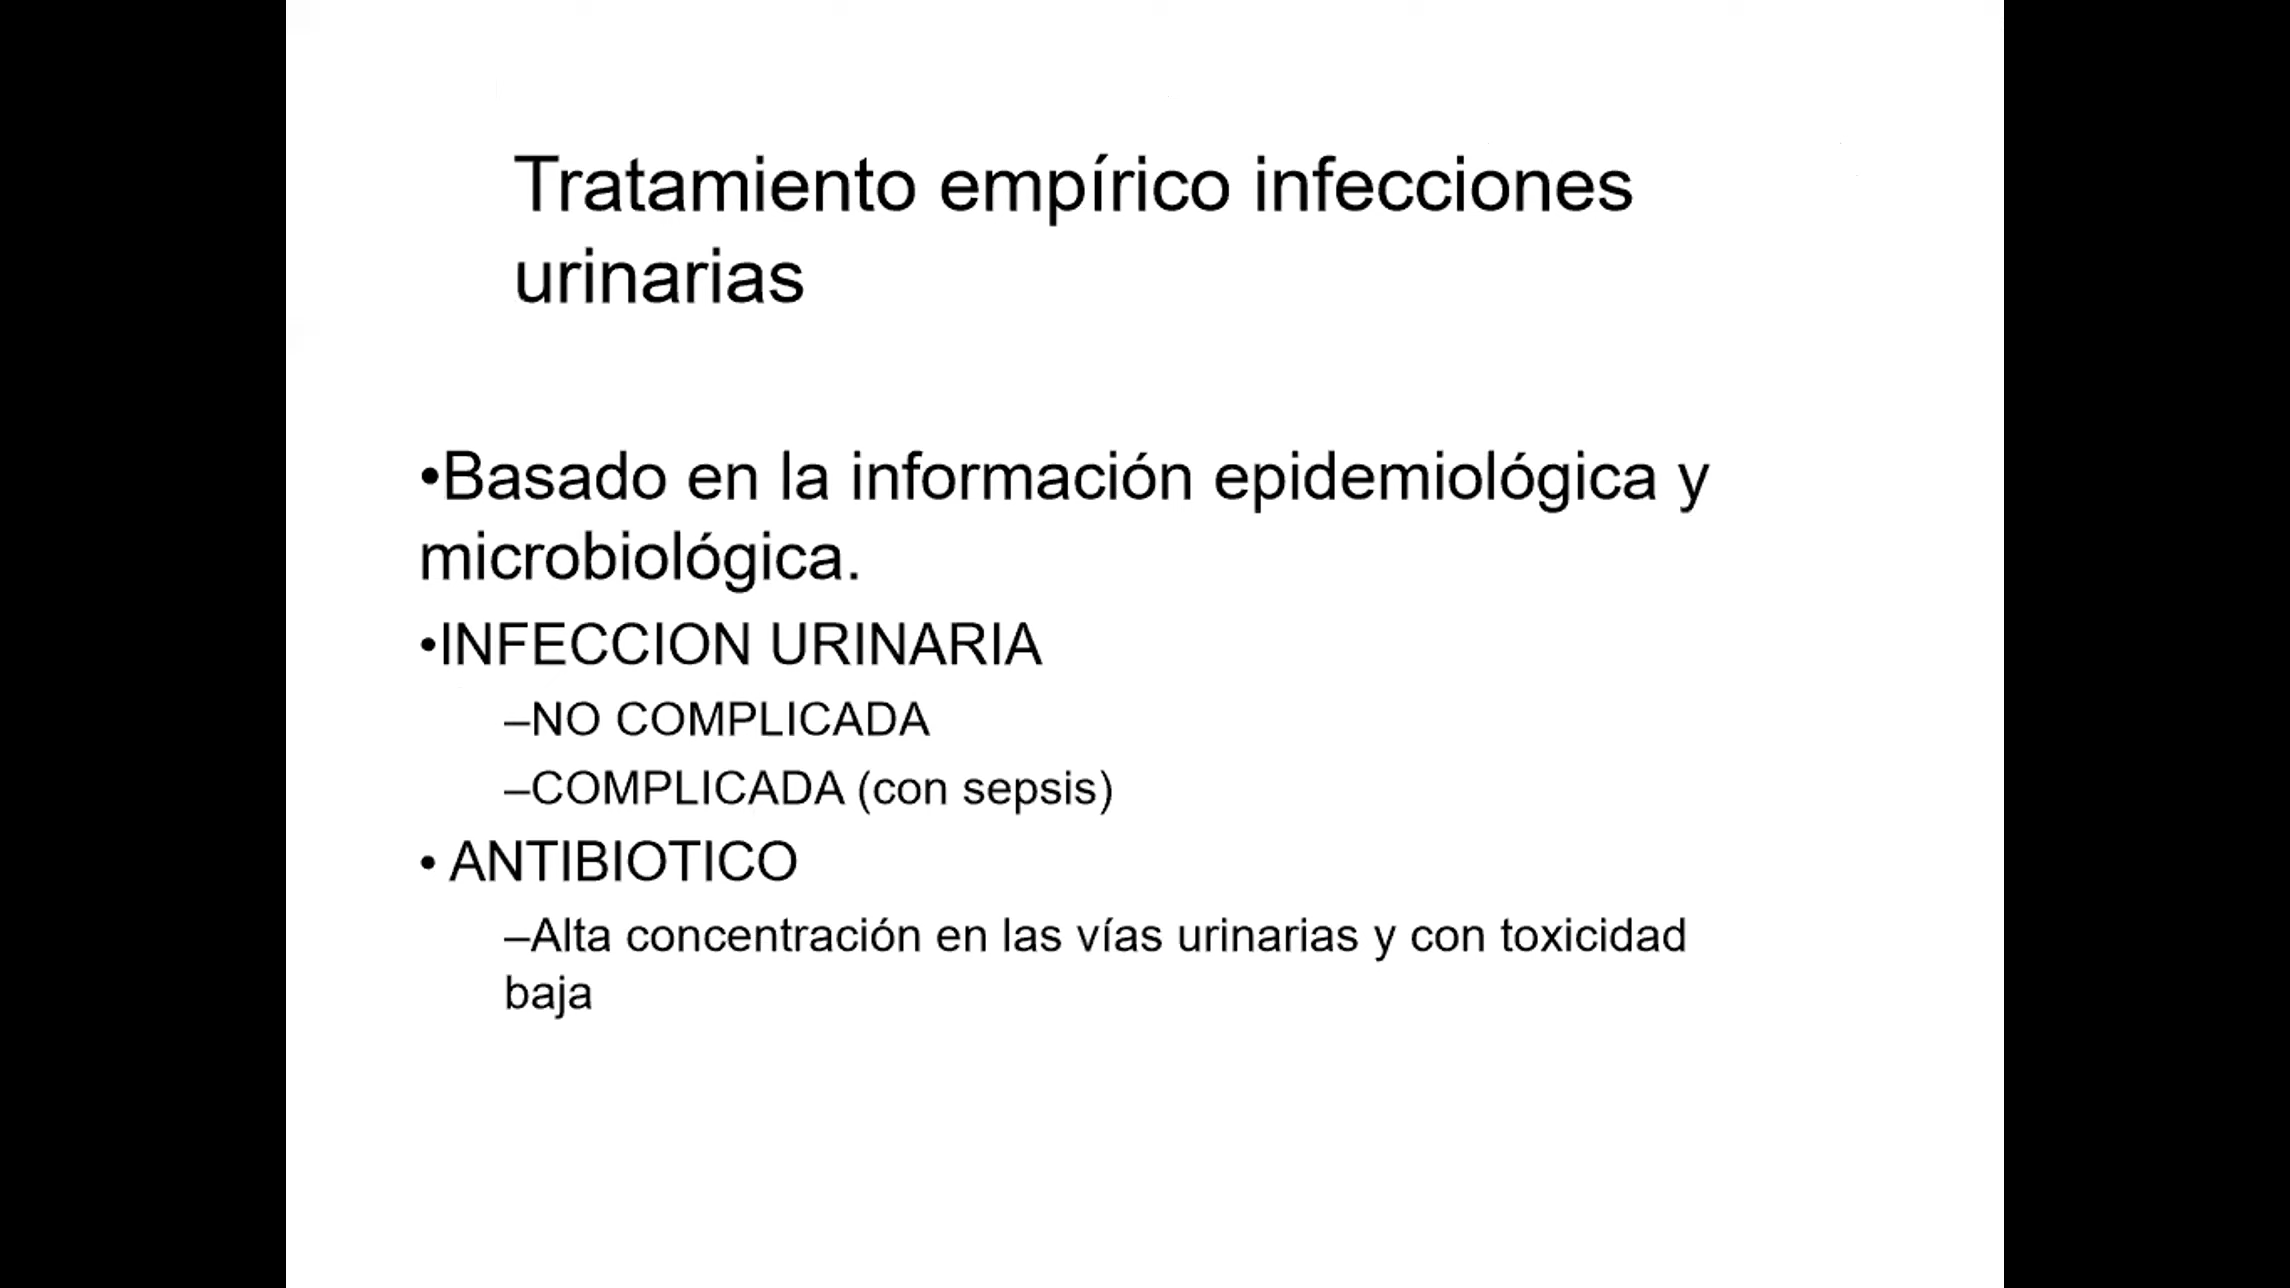 Tratamiento empírico infecciones
urinarias
•Basado en la información epidemiológica y
microbiológica.
•INFECCION URINARIA
–NO COMPLICADA
–COMPLICADA (con sepsis)
• ANTIBIOTICO
–Alta concentración en las vías urinarias y con toxicidad
baja